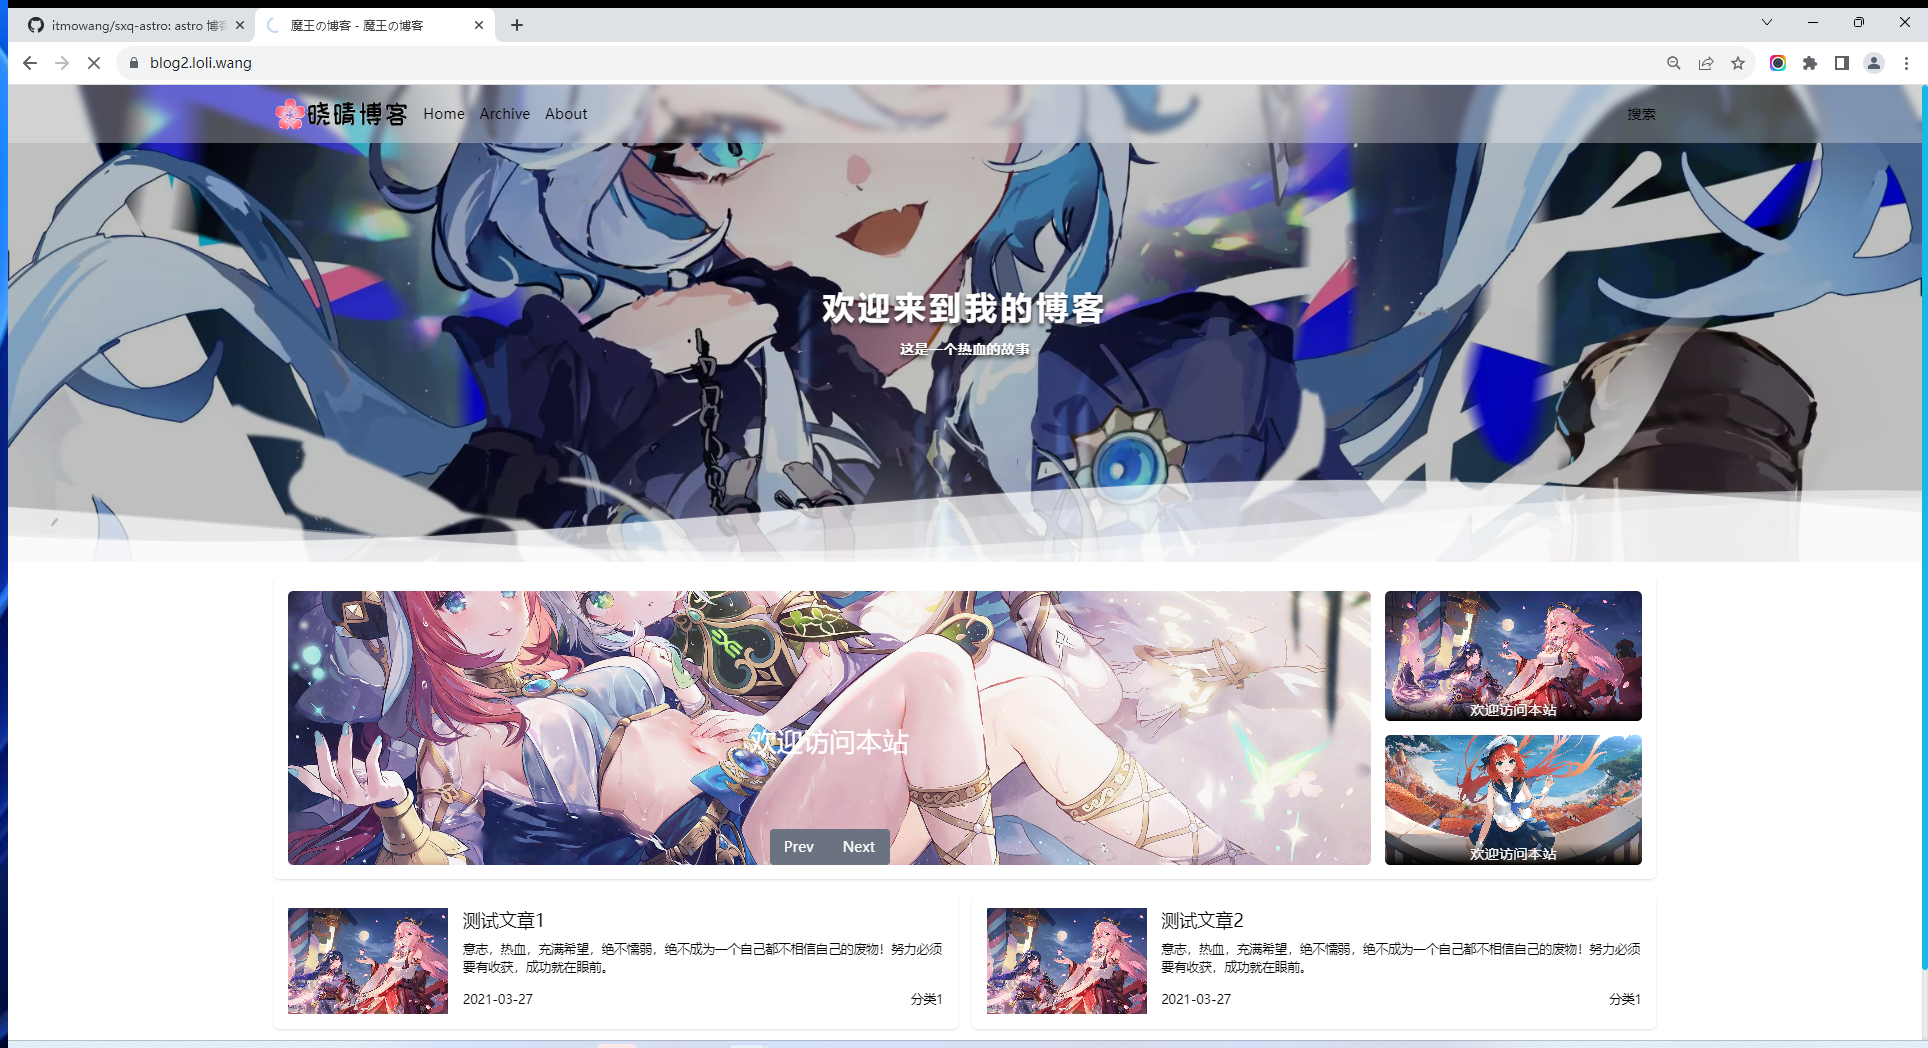 itmowang/sxq-astro: astro 博客
魔王の博客 - 魔王の博客
blog2.loli.wang
晓晴博客
Home
Archive
About
搜索
欢迎来到我的博客
这是一个热血的故事
欢迎访问本站
Prev
Next
欢迎访问本站
欢迎访问本站
测试文章1
意志，热血，充满希望，绝不懦弱，绝不成为一个自己都不相信自己的废物！努力必须
要有收获，成功就在眼前。
2021-03-27
分类1
测试文章2
意志，热血，充满希望，绝不懦弱，绝不成为一个自己都不相信自己的废物！努力必须
要有收获，成功就在眼前。
2021-03-27
分类1